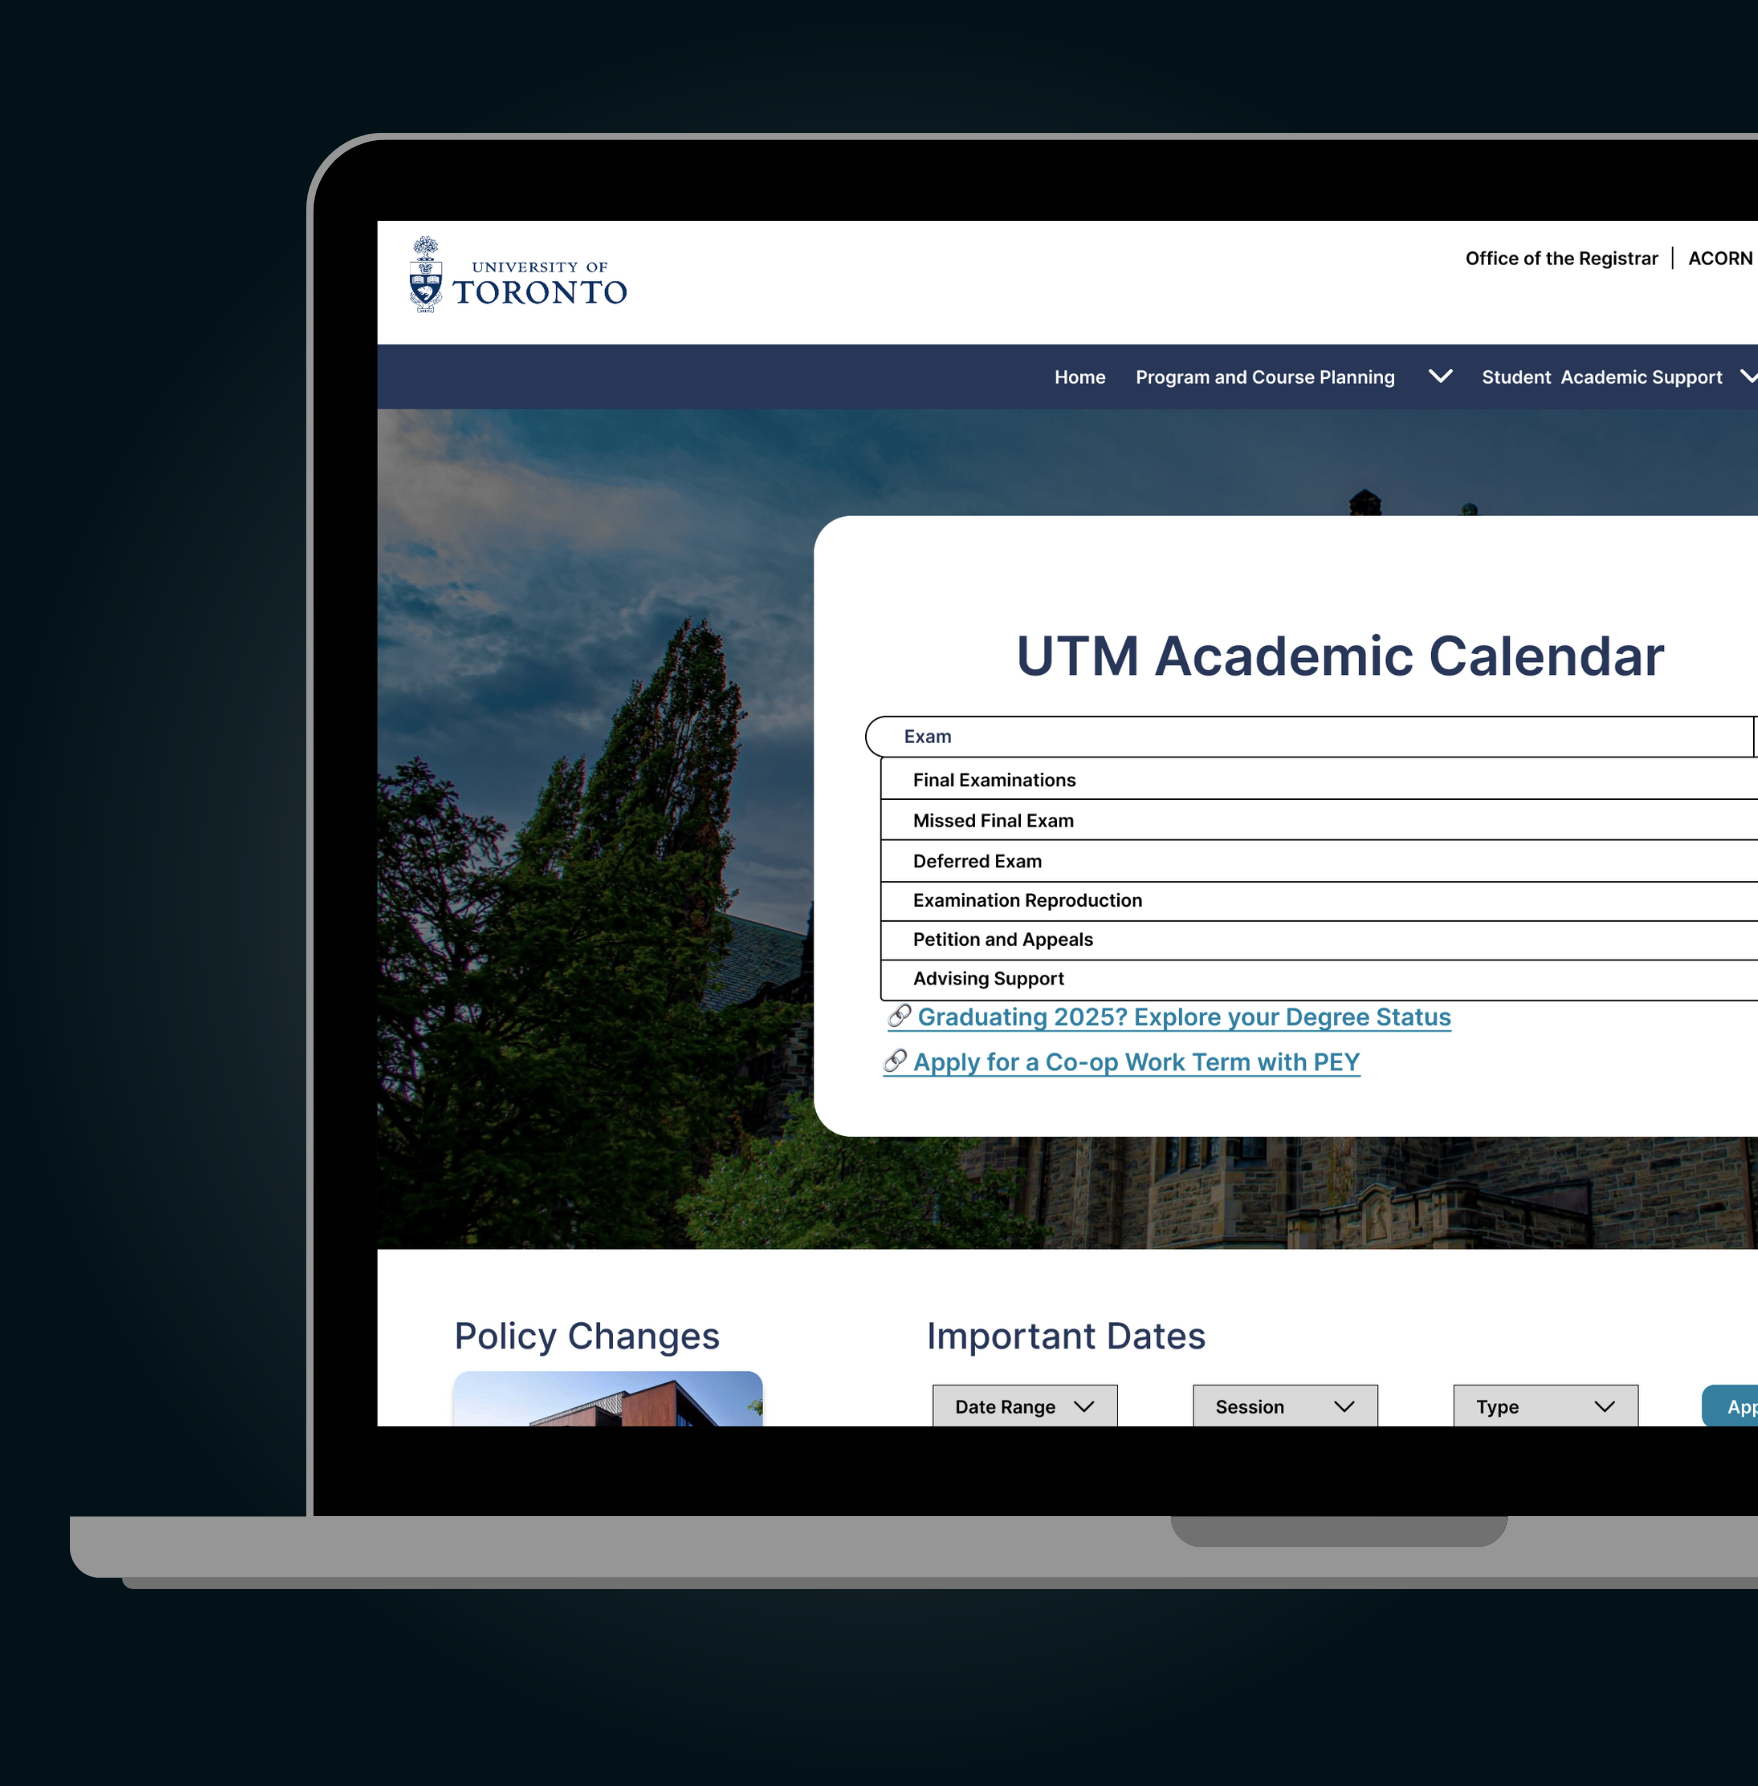 UNIVERSITY OF
TORONTO
Office of the Registrar | ACORN
Home Program and Course Planning Student Academic Support
UTM Academic Calendar
Exam
Final Examinations
Missed Final Exam
Deferred Exam
Examination Reproduction
Petition and Appeals
Advising Support
Graduating 2025? Explore your Degree Status
Apply for a Co-op Work Term with PEY
Policy Changes
Important Dates
Date Range Session Type